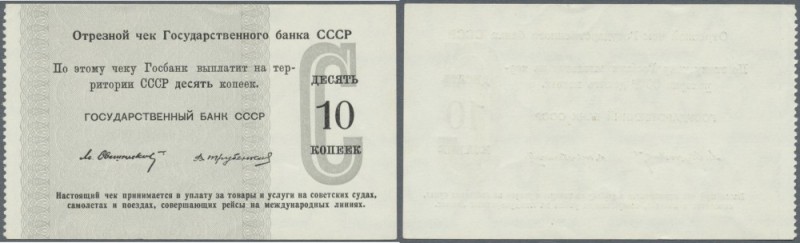 Отрезной чек Государственного банка СССР
По этому чеку Госбанк выплатит на тер-
ритории СССР десять копеек.
ГОСУДАРСТВЕННЫЙ БАНК СССР
С
ДЕСЯТЬ
10
КОПЕЕК
Настоящий чек принимается в уплату за товары и услуги на советских судах,
самолетах и поездах, совершающих рейсы на международных линиях.